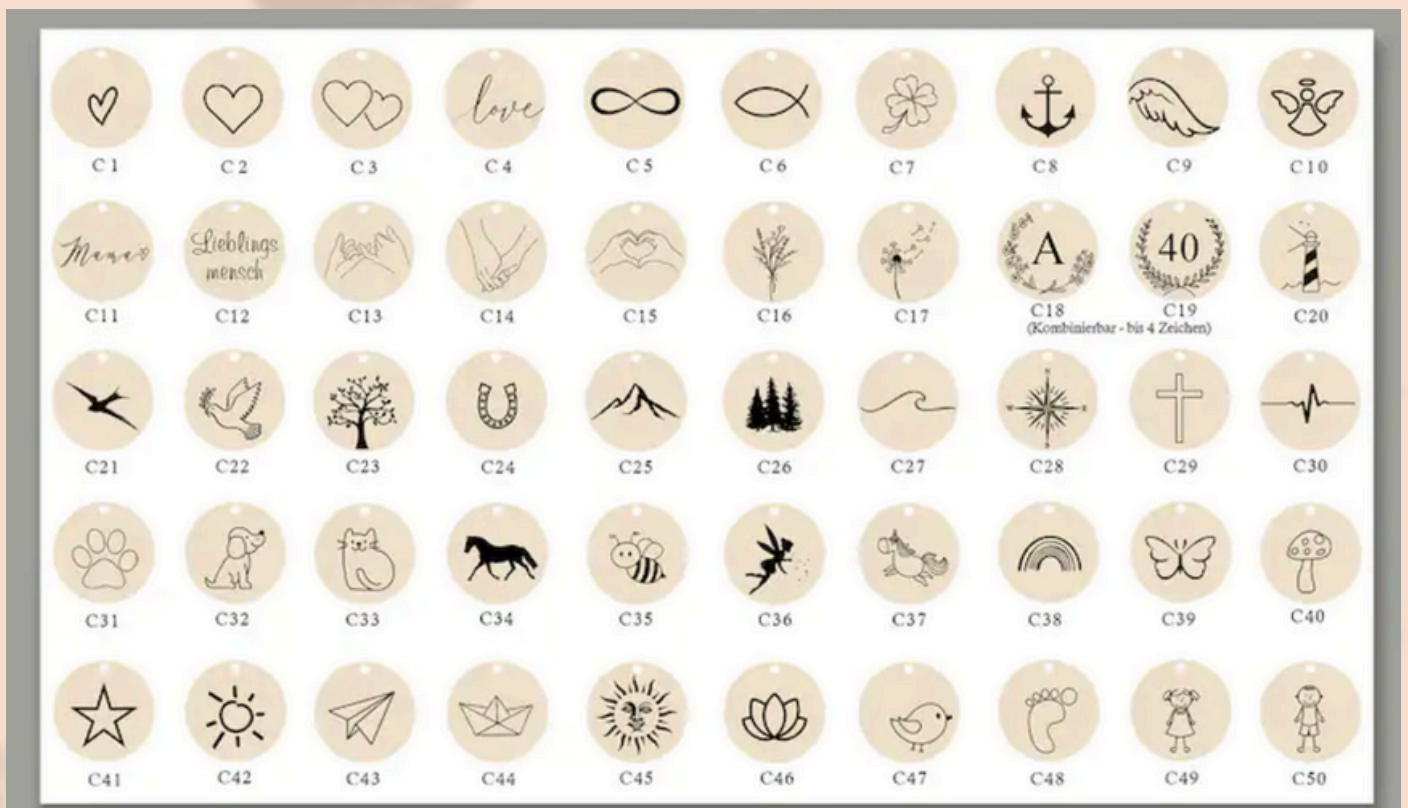 love
C1 C2 C3 C4 C5 C6 C7 C8 C9 C10
Mama
Lieblings
mensch
A
40
C11 C12 C13 C14 C15 C16 C17 C18 C19 C20
(Kombinierbar - bis 4 Zeichen)
N
W E
S
C21 C22 C23 C24 C25 C26 C27 C28 C29 C30
C31 C32 C33 C34 C35 C36 C37 C38 C39 C40
C41 C42 C43 C44 C45 C46 C47 C48 C49 C50